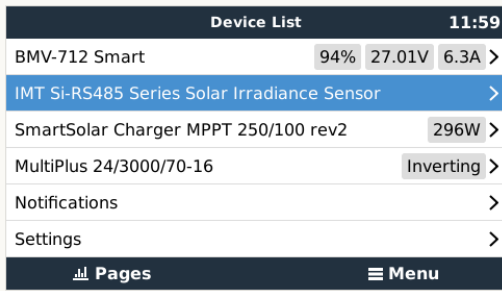 Device List 11:59
BMV-712 Smart 94% 27.01V 6.3A
IMT Si-RS485 Series Solar Irradiance Sensor
SmartSolar Charger MPPT 250/100 rev2 296W
MultiPlus 24/3000/70-16 Inverting
Notifications
Settings
Pages Menu